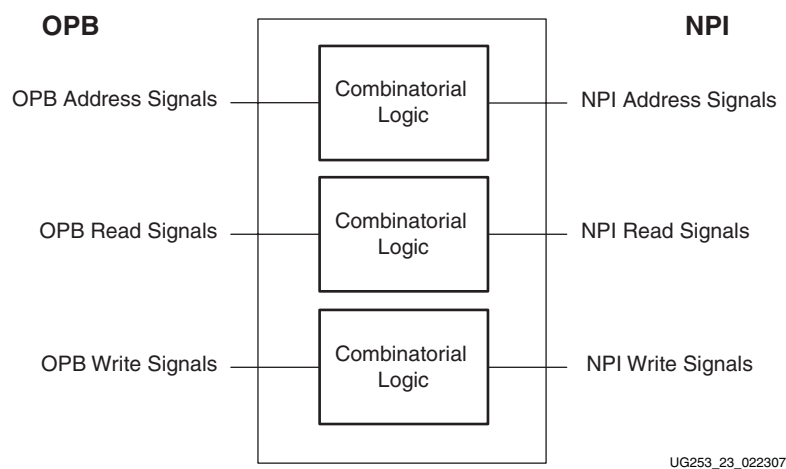 OPB
NPI
OPB Address Signals
Combinatorial
Logic
NPI Address Signals
OPB Read Signals
Combinatorial
Logic
NPI Read Signals
OPB Write Signals
Combinatorial
Logic
NPI Write Signals
UG253_23_022307